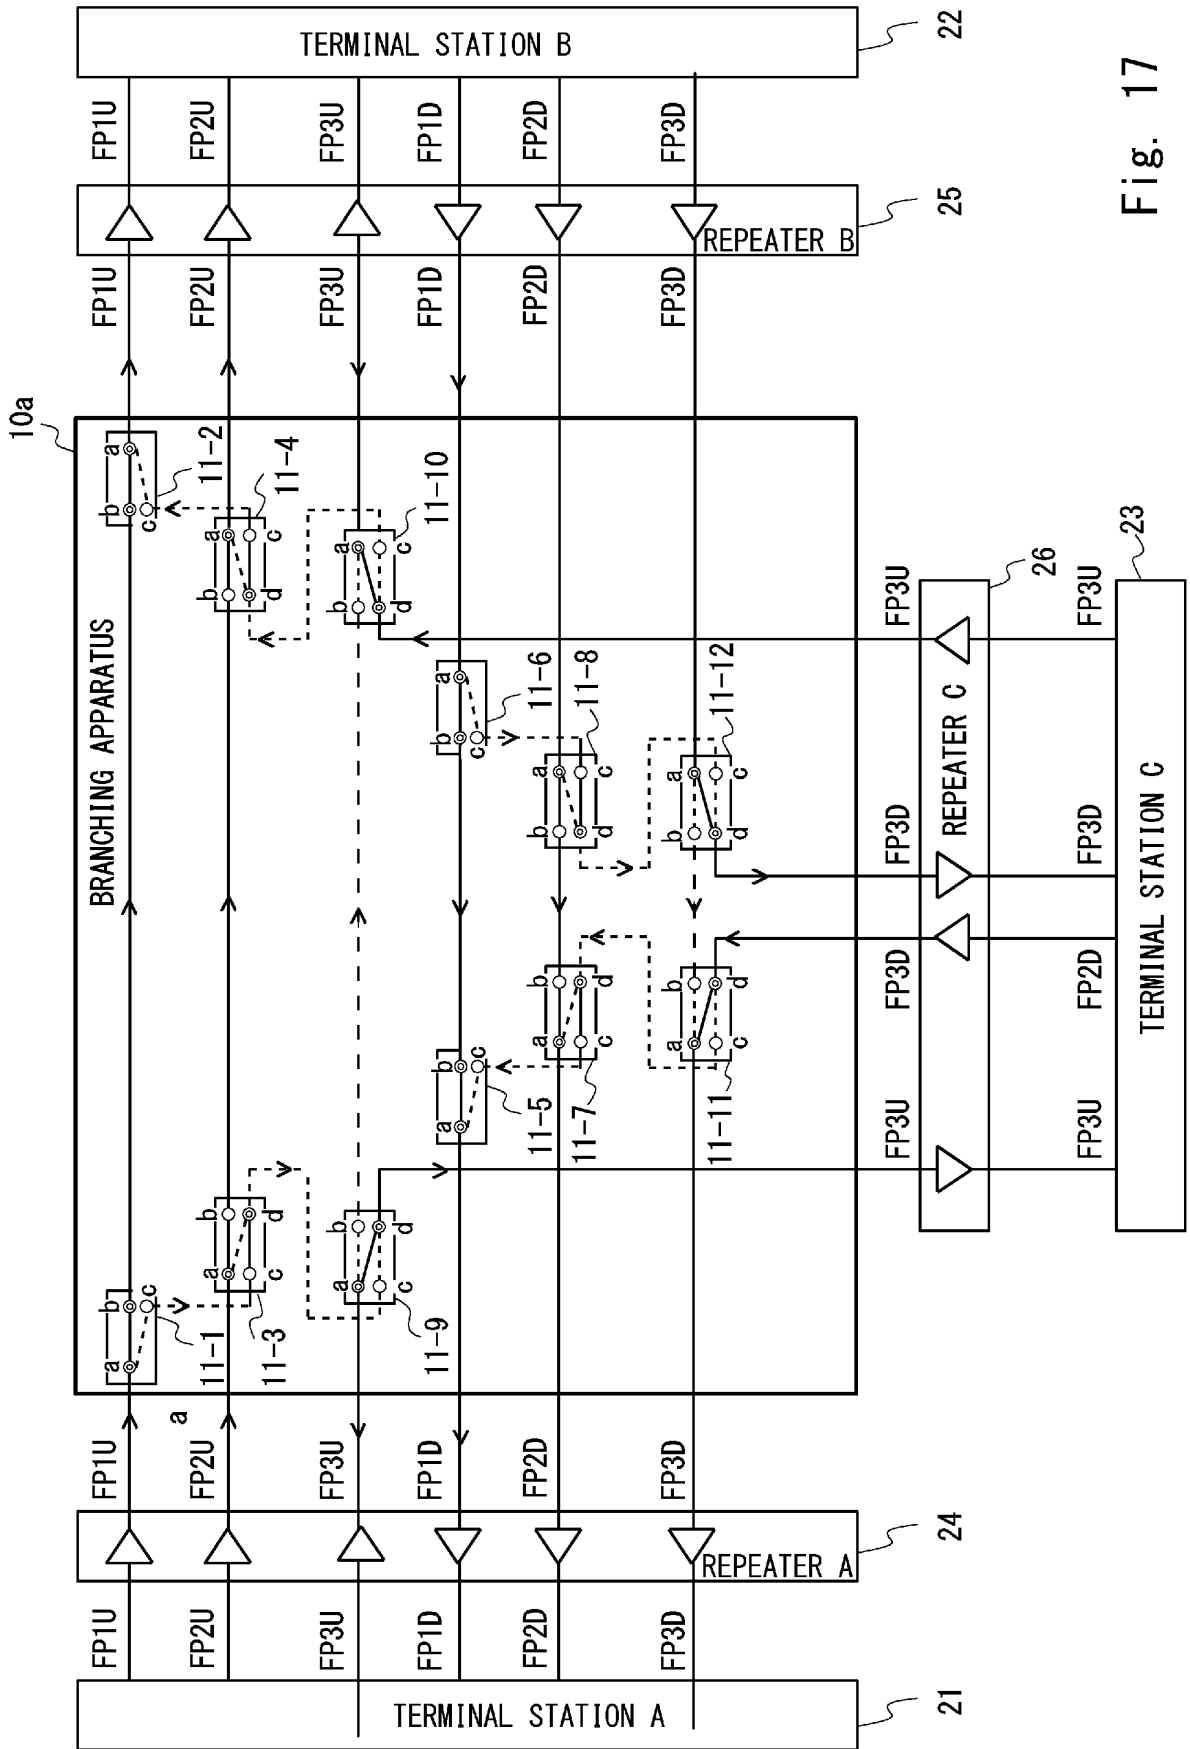 Fig. 17
10a
BRANCHING APPARATUS
TERMINAL STATION A
21
REPEATER A
24
TERMINAL STATION B
22
REPEATER B
25
TERMINAL STATION C
23
REPEATER C
26
FP1U
FP1U
FP1U
FP1U
FP2U
FP2U
FP2U
FP2U
FP3U
FP3U
FP3U
FP3U
FP1D
FP1D
FP1D
FP1D
FP2D
FP2D
FP2D
FP2D
FP3D
FP3D
FP3D
FP3D
a
a b
c
11-1
b a
c
11-2
a b
c d
11-3
b a
d c
11-4
a b
c d
11-9
b a
d c
11-10
a b
c
11-5
b a
c
11-6
a b
c d
11-7
b a
d c
11-8
a b
c d
11-11
b a
d c
11-12
FP3U
FP3D
FP3D
FP3U
FP3U
FP2D
FP3D
FP3U